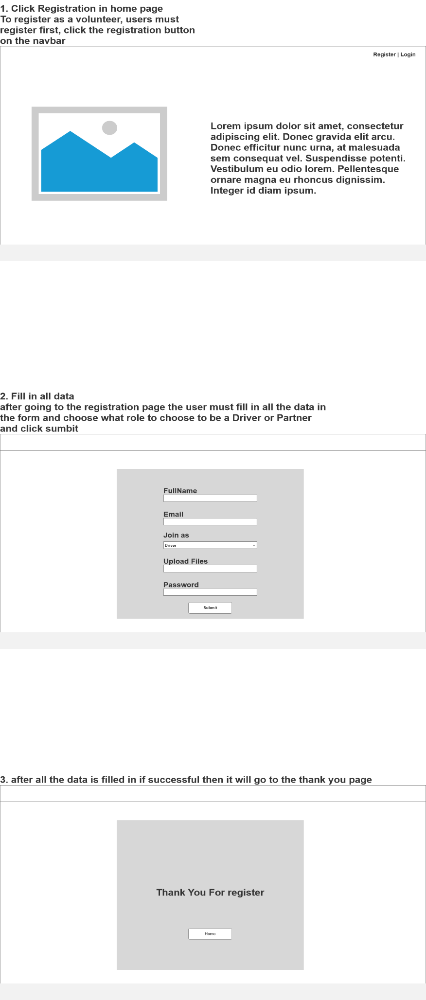 1. Click Registration in home page
To register as a volunteer, users must
register first, click the registration button
on the navbar
Register | Login
Lorem ipsum dolor sit amet, consectetur
adipiscing elit. Donec gravida elit arcu.
Donec efficitur nunc urna, at malesuada
sem consequat vel. Suspendisse potenti.
Vestibulum eu odio lorem. Pellentesque
ornare magna eu rhoncus dignissim.
Integer id diam ipsum.
2. Fill in all data
after going to the registration page the user must fill in all the data in
the form and choose what role to choose to be a Driver or Partner
and click sumbit
FullName
Email
Join as
Driver
Upload Files
Password
Submit
3. after all the data is filled in if successful then it will go to the thank you page
Thank You For register
Home